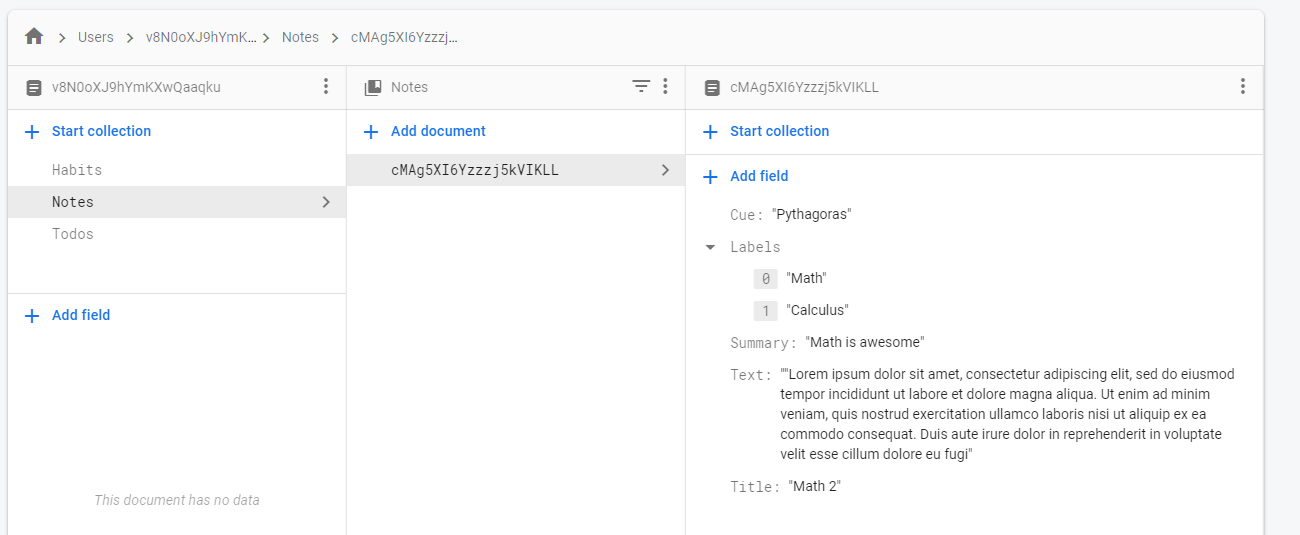 Users
v8N0oXJ9hYmK...
Notes
cMAg5XI6Yzzzj...
v8N0oXJ9hYmKXwQaaqku
Start collection
Habits
Notes
Todos
Add field
This document has no data
Notes
Add document
cMAg5XI6Yzzzj5kVIKLL
cMAg5XI6Yzzzj5kVIKLL
Start collection
Add field
Cue: "Pythagoras"
Labels
0 "Math"
1 "Calculus"
Summary: "Math is awesome"
Text: ""Lorem ipsum dolor sit amet, consectetur adipiscing elit, sed do eiusmod
tempor incididunt ut labore et dolore magna aliqua. Ut enim ad minim
veniam, quis nostrud exercitation ullamco laboris nisi ut aliquip ex ea
commodo consequat. Duis aute irure dolor in reprehenderit in voluptate
velit esse cillum dolore eu fugi"
Title: "Math 2"